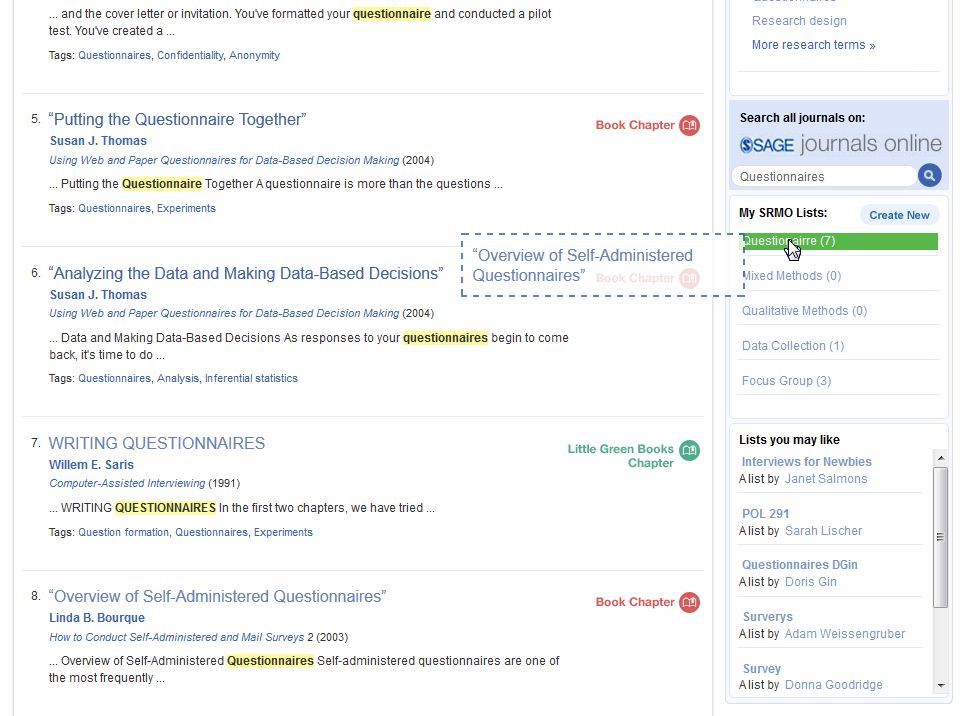 ... and the cover letter or invitation. You've formatted your questionnaire and conducted a pilot
test. You've created a ...
Tags: Questionnaires, Confidentiality, Anonymity
5. “Putting the Questionnaire Together”
Book Chapter
Susan J. Thomas
Using Web and Paper Questionnaires for Data-Based Decision Making (2004)
... Putting the Questionnaire Together A questionnaire is more than the questions ...
Tags: Questionnaires, Experiments
6. “Analyzing the Data and Making Data-Based Decisions”
Book Chapter
Susan J. Thomas
Using Web and Paper Questionnaires for Data-Based Decision Making (2004)
... Data and Making Data-Based Decisions As responses to your questionnaires begin to come
back, it's time to do ...
Tags: Questionnaires, Analysis, Inferential statistics
“Overview of Self-Administered
Questionnaires”
7. WRITING QUESTIONNAIRES
Little Green Books
Chapter
Willem E. Saris
Computer-Assisted Interviewing (1991)
... WRITING QUESTIONNAIRES In the first two chapters, we have tried ...
Tags: Question formation, Questionnaires, Experiments
8. “Overview of Self-Administered Questionnaires”
Book Chapter
Linda B. Bourque
How to Conduct Self-Administered and Mail Surveys 2 (2003)
... Overview of Self-Administered Questionnaires Self-administered questionnaires are one of
the most frequently ...
Research design
More research terms »
Search all journals on:
SAGE journals online
Questionnaires
My SRMO Lists:
Create New
Questionairre (7)
Mixed Methods (0)
Qualitative Methods (0)
Data Collection (1)
Focus Group (3)
Lists you may like
Interviews for Newbies
A list by Janet Salmons
POL 291
A list by Sarah Lischer
Questionnaires DGin
A list by Doris Gin
Surverys
A list by Adam Weissengruber
Survey
A list by Donna Goodridge